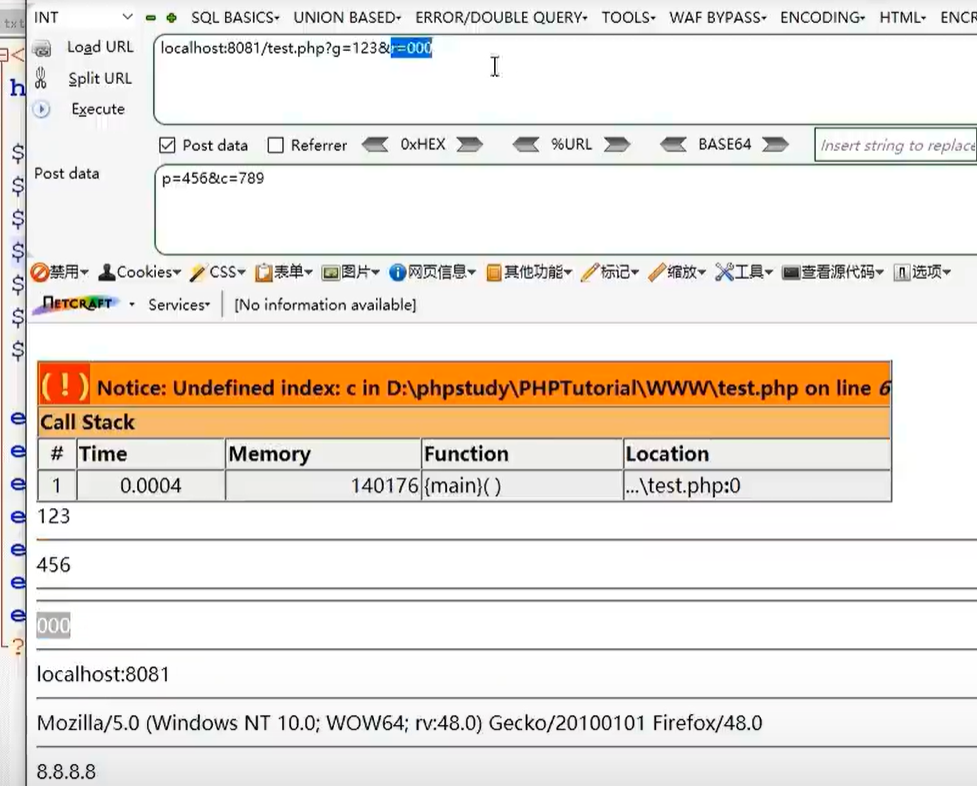 INT SQL BASICS▾ UNION BASED▾ ERROR/DOUBLE QUERY▾ TOOLS▾ WAF BYPASS▾ ENCODING▾ HTML▾ ENCR
Load URL
localhost:8081/test.php?g=123&r=000
Split URL
Execute
Post data Referrer 0xHEX %URL BASE64 Insert string to replace
Post data
p=456&c=789
禁用▾ Cookies▾ CSS▾ 表单▾ 图片▾ 网页信息▾ 其他功能▾ 标记▾ 缩放▾ 工具▾ 查看源代码▾ 选项▾
NETCRAFT Services▾ [No information available]
( ! ) Notice: Undefined index: c in D:\phpstudy\PHPTutorial\WWW\test.php on line 6
Call Stack
# Time Memory Function Location
1 0.0004 140176 {main}( ) ...\test.php:0
123
456
000
localhost:8081
Mozilla/5.0 (Windows NT 10.0; WOW64; rv:48.0) Gecko/20100101 Firefox/48.0
8.8.8.8